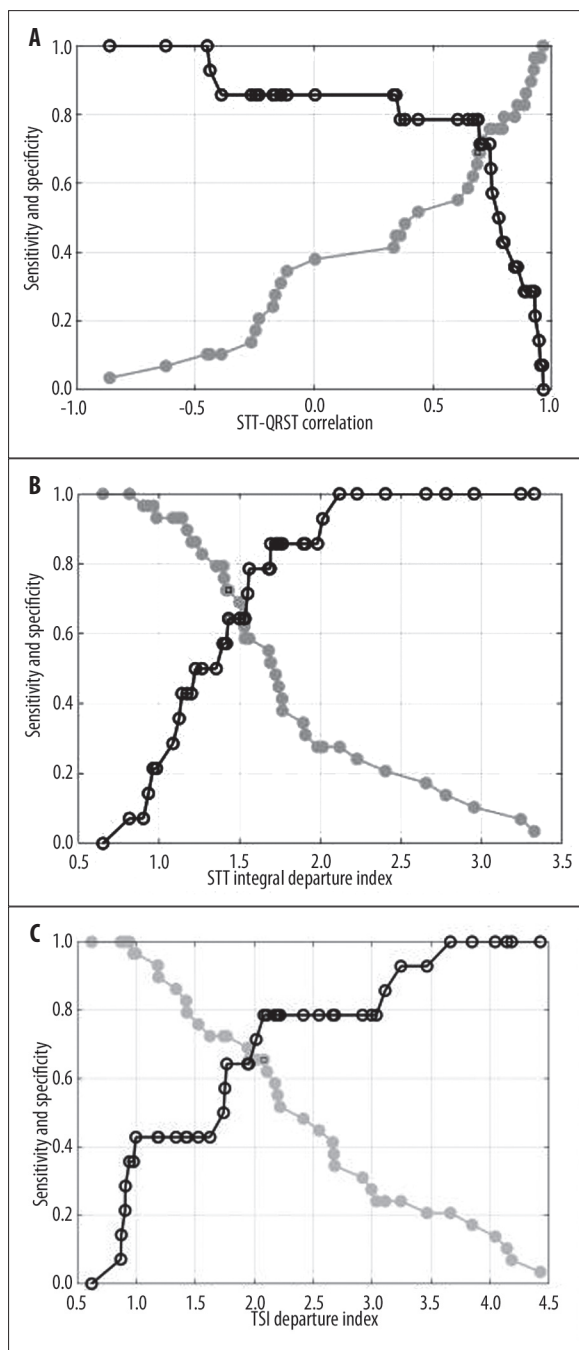 A
Sensitivity and specificity
1.0
0.8
0.6
0.4
0.2
0.0
-1.0 -0.5 0.0 0.5 1.0
STT-QRST correlation
B
Sensitivity and specificity
1.0
0.8
0.6
0.4
0.2
0.0
0.5 1.0 1.5 2.0 2.5 3.0 3.5
STT integral departure index
C
Sensitivity and specificity
1.0
0.8
0.6
0.4
0.2
0.0
0.5 1.0 1.5 2.0 2.5 3.0 3.5 4.0 4.5
TSI departure index